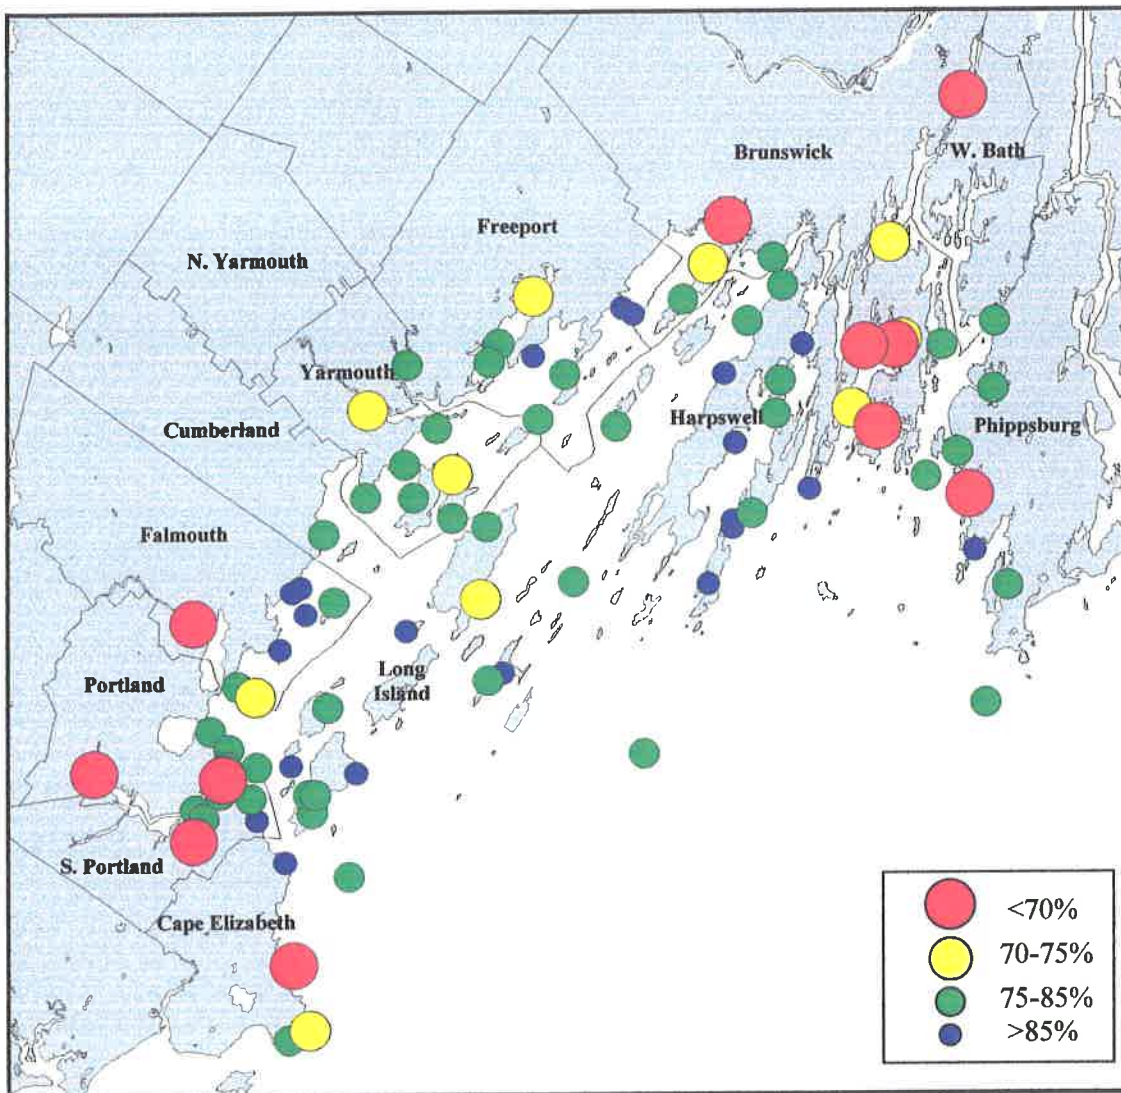 Brunswick
W. Bath
Freeport
N. Yarmouth
Yarmouth
Cumberland
Harpswell
Phippsburg
Falmouth
Long
Island
Portland
S. Portland
Cape Elizabeth
<70%
70-75%
75-85%
>85%